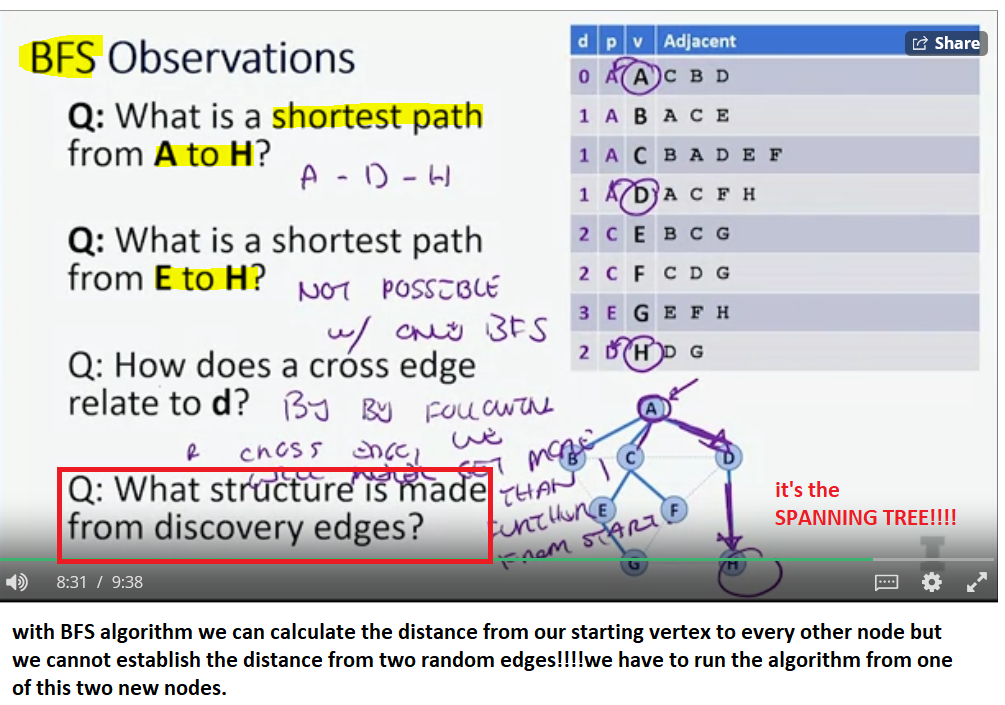 BFS Observations
Q: What is a shortest path
from A to H?
A - D - H
Q: What is a shortest path
from E to H?
NOT POSSIBLE
w/ BFS
Q: How does a cross edge
relate to d?
By By FOLLOWING
a cross edge, we
MORE
THAN 1
FURTHER
FROM START.
Q: What structure is made
from discovery edges?
d p v Adjacent
Share
0 A A C B D
1 A B A C E
1 A C B A D E F
1 A D A C F H
2 C E B C G
2 C F C D G
3 E G E F H
2 D H D G
A
B C D
E F
G H
it's the
SPANNING TREE!!!!
8:31 / 9:38
with BFS algorithm we can calculate the distance from our starting vertex to every other node but
we cannot establish the distance from two random edges!!!!we have to run the algorithm from one
of this two new nodes.